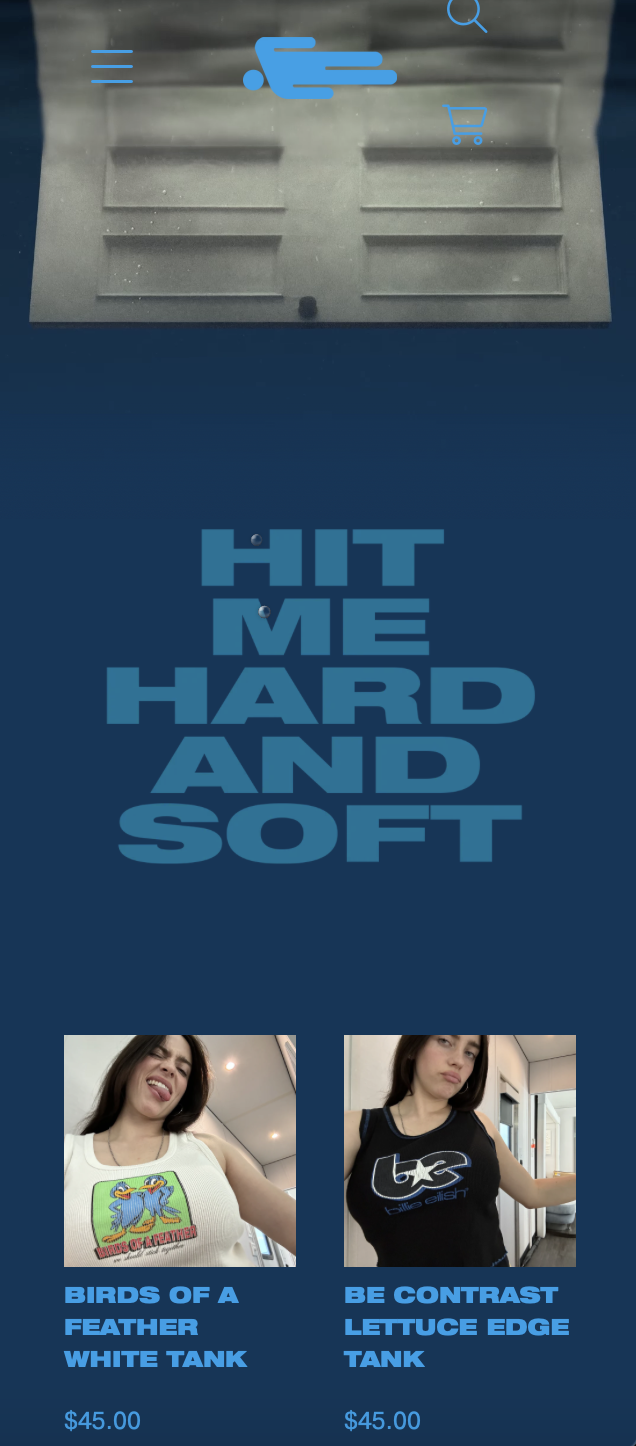 HIT
ME
HARD
AND
SOFT
BIRDS OF A FEATHER
we should stick together
be
billie eilish
BIRDS OF A
FEATHER
WHITE TANK
$45.00
BE CONTRAST
LETTUCE EDGE
TANK
$45.00